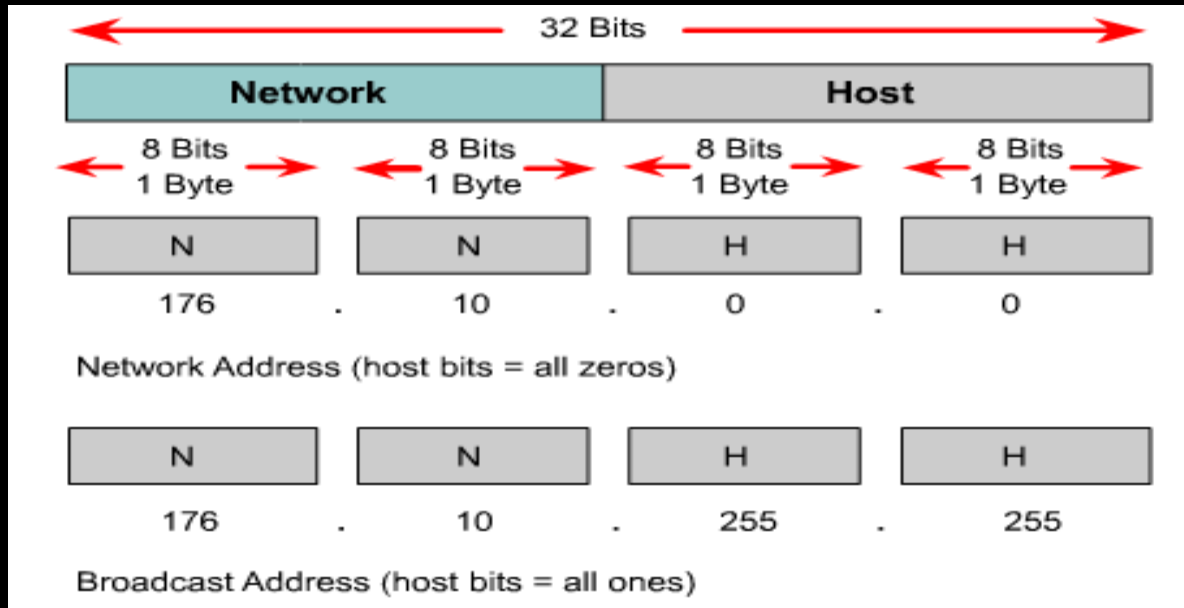 32 Bits
Network Host
8 Bits 8 Bits 8 Bits 8 Bits
1 Byte 1 Byte 1 Byte 1 Byte
N N H H
176 . 10 . 0 . 0
Network Address (host bits = all zeros)
N N H H
176 . 10 . 255 . 255
Broadcast Address (host bits = all ones)